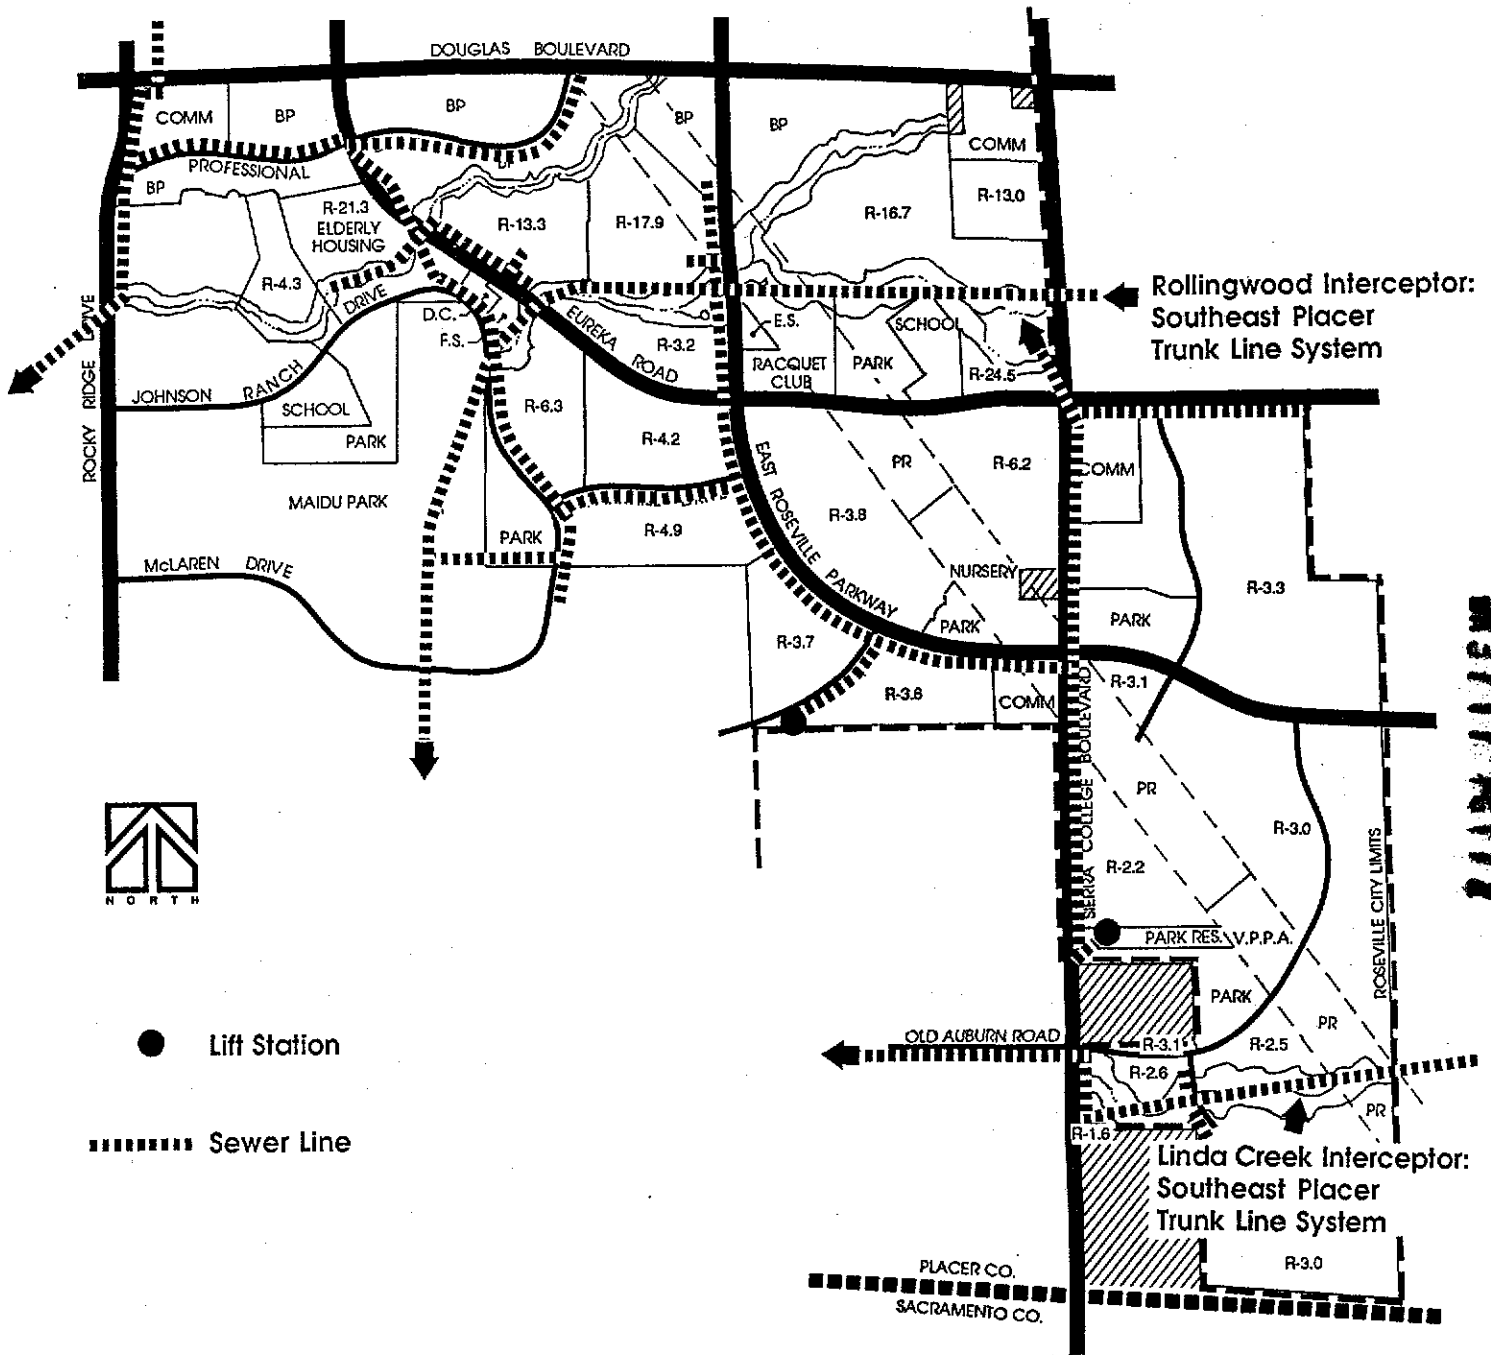 DOUGLAS BOULEVARD
COMM
BP
BP
BP
BP
COMM
PROFESSIONAL
BP
BP
R-13.0
R-21.3
ELDERLY
HOUSING
R-13.3
R-17.9
R-16.7
R-4.3
DRIVE
D.C.
F.S.
EUREKA
ROAD
R-3.2
E.S.
SCHOOL
RACQUET
CLUB
PARK
R-24.5
Rollingwood Interceptor:
Southeast Placer
Trunk Line System
ROCKY RIDGE DRIVE
JOHNSON RANCH
SCHOOL
PARK
R-6.3
R-4.2
MAIDU PARK
PARK
R-4.9
EAST ROSEVILLE PARKWAY
PR
R-6.2
COMM
R-3.8
NURSERY
PARK
PARK
R-3.3
McLAREN DRIVE
R-3.7
R-3.6
COMM
R-3.1
SIERRA COLLEGE BOULEVARD
PR
R-3.0
R-2.2
ROSEVILLE CITY LIMITS
NORTH
PARK RES.
V.P.P.A.
PARK
PR
Lift Station
OLD AUBURN ROAD
R-3.1
R-2.5
R-2.6
PR
R-1.6
Sewer Line
Linda Creek Interceptor:
Southeast Placer
Trunk Line System
R-3.0
PLACER CO.
SACRAMENTO CO.